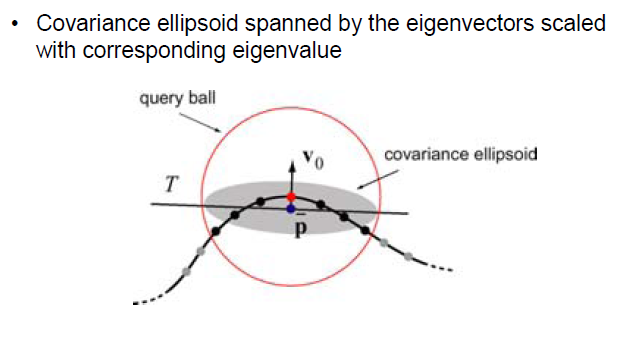 • Covariance ellipsoid spanned by the eigenvectors scaled
with corresponding eigenvalue
query ball
v₀
covariance ellipsoid
T
p̄